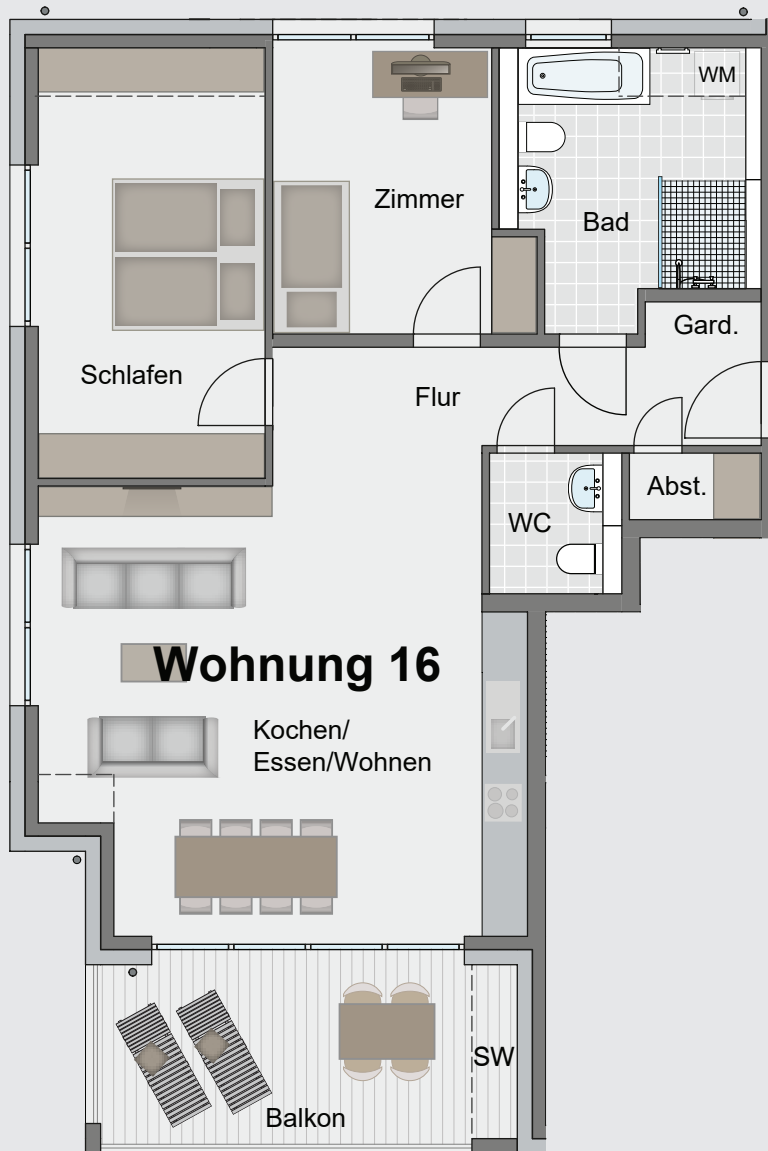 WM
Zimmer
Bad
Gard.
Schlafen
Flur
Abst.
WC
Wohnung 16
Kochen/
Essen/Wohnen
SW
Balkon